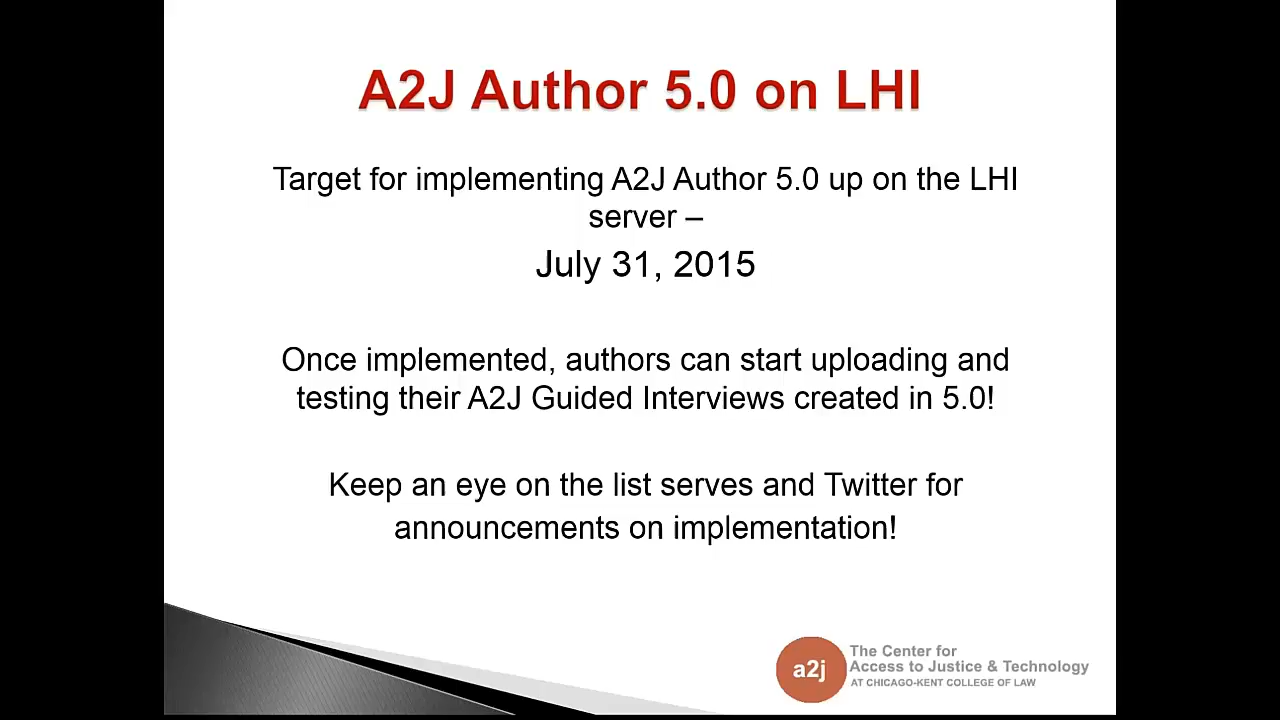 A2J Author 5.0 on LHI
Target for implementing A2J Author 5.0 up on the LHI
server –
July 31, 2015
Once implemented, authors can start uploading and
testing their A2J Guided Interviews created in 5.0!
Keep an eye on the list serves and Twitter for
announcements on implementation!
a2j
The Center for
Access to Justice & Technology
AT CHICAGO-KENT COLLEGE OF LAW